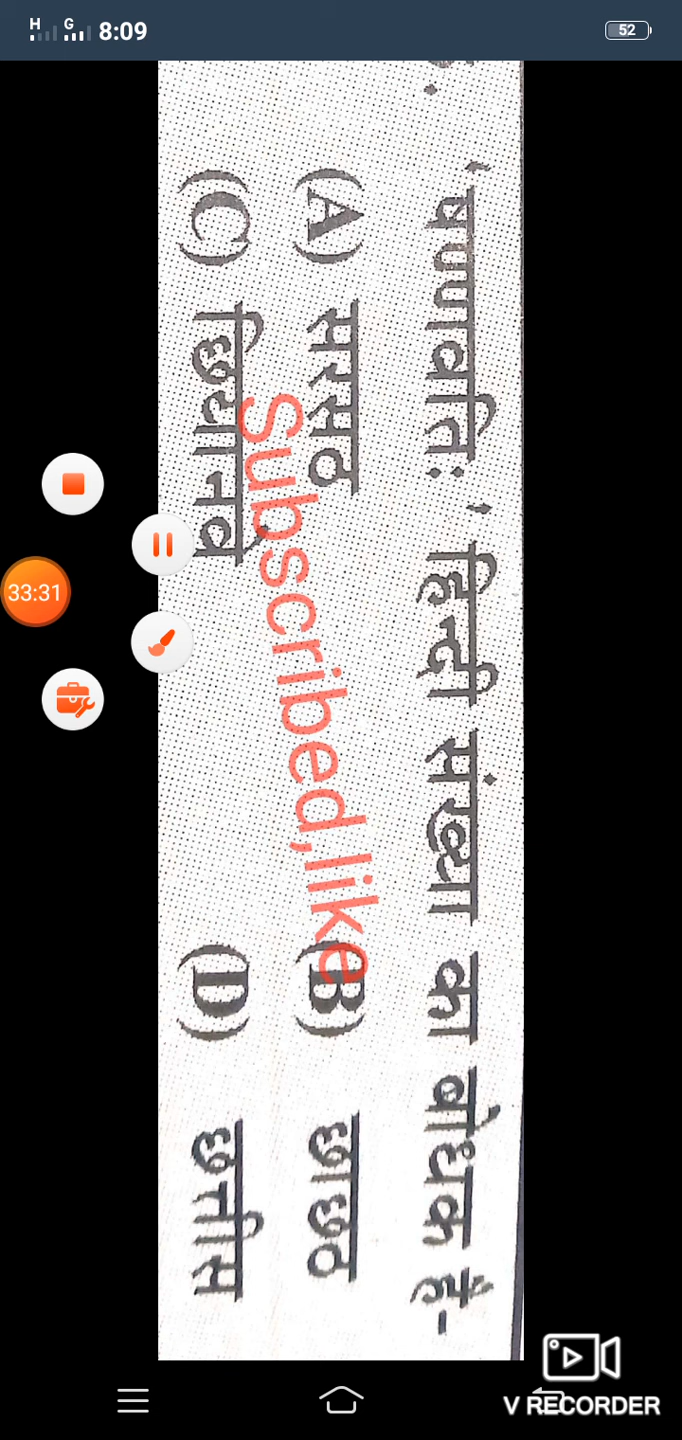 H G 8:09 52
'षण्णवतिः' हिन्दी संख्या का बोधक है-
(A) सरसठ (B) छाछठ
(C) छियानवे (D) छत्तीस
Subscribed,like
33:31
V RECORDER